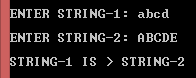 ENTER STRING-1: abcd
ENTER STRING-2: ABCDE
STRING-1 IS > STRING-2